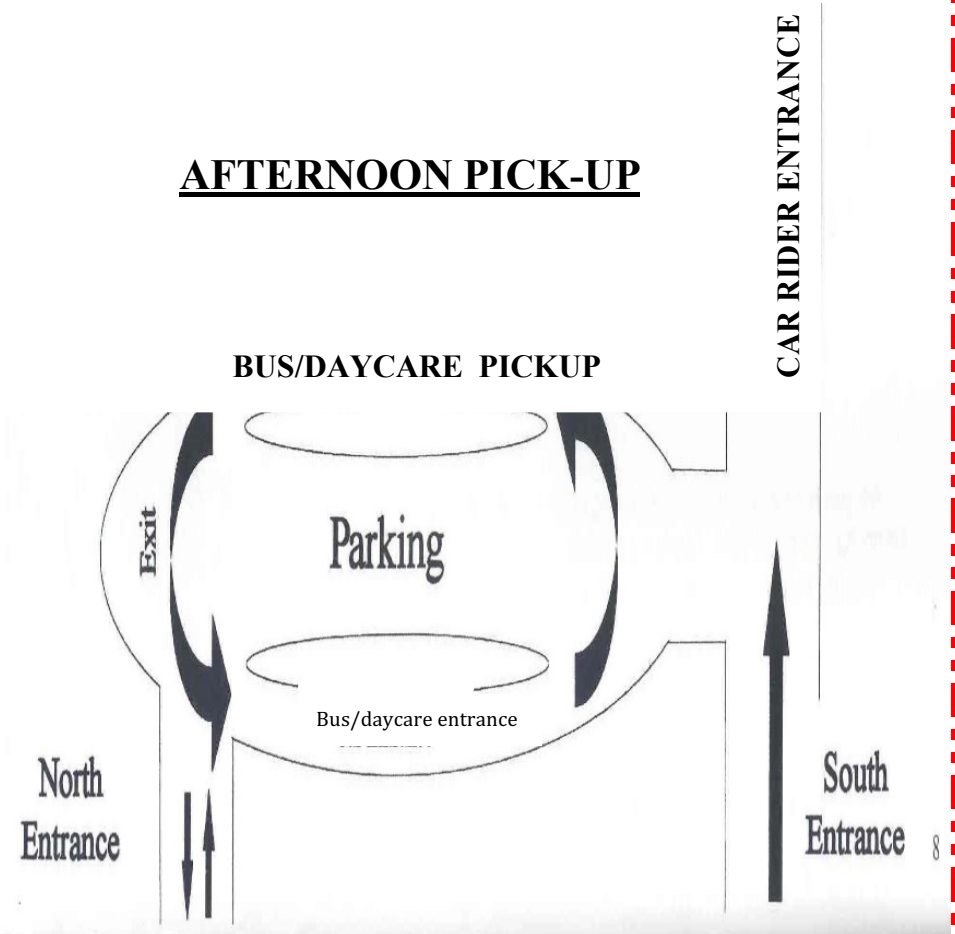 CAR RIDER ENTRANCE
AFTERNOON PICK-UP
BUS/DAYCARE PICKUP
Exit
Parking
Bus/daycare entrance
North
Entrance
South
Entrance
8